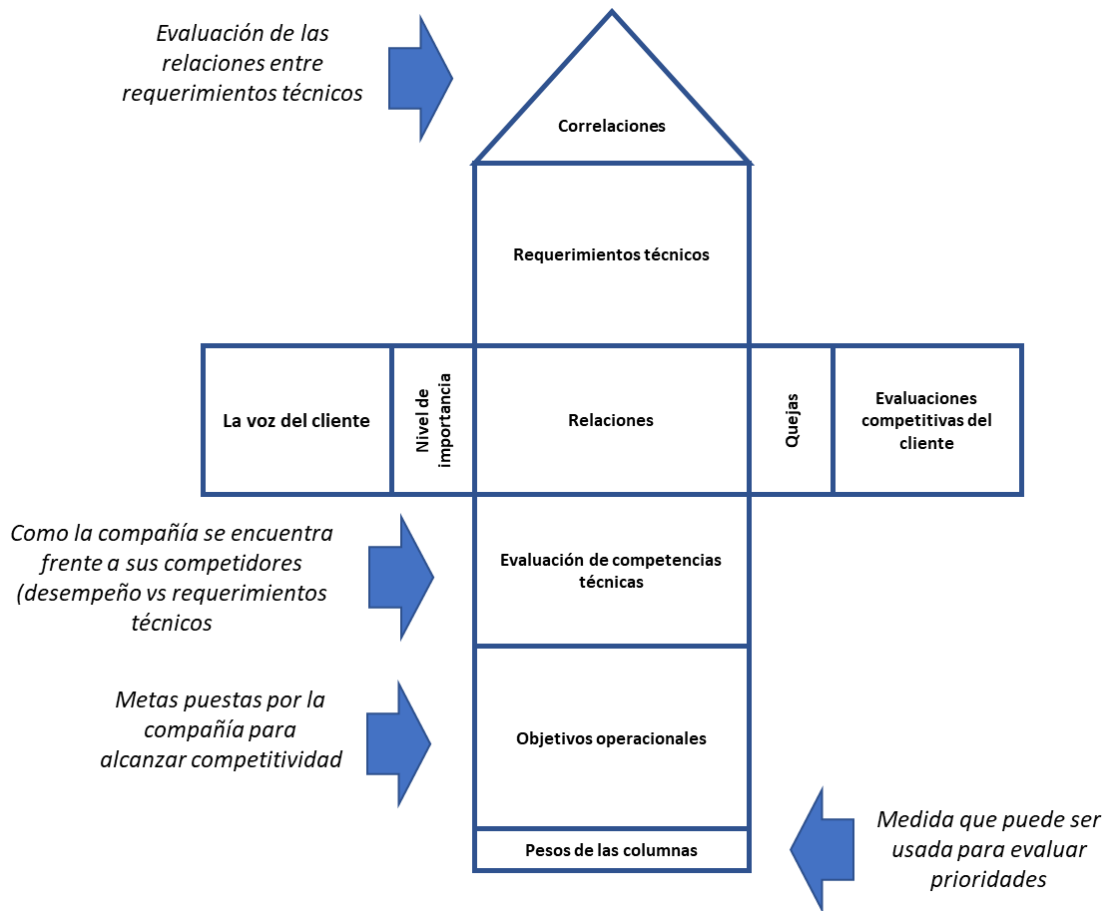 Evaluación de las
relaciones entre
requerimientos técnicos
Correlaciones
Requerimientos técnicos
La voz del cliente
Nivel de
importancia
Relaciones
Quejas
Evaluaciones
competitivas del
cliente
Como la compañía se encuentra
frente a sus competidores
(desempeño vs requerimientos
técnicos
Evaluación de competencias
técnicas
Metas puestas por la
compañía para
alcanzar competitividad
Objetivos operacionales
Pesos de las columnas
Medida que puede ser
usada para evaluar
prioridades